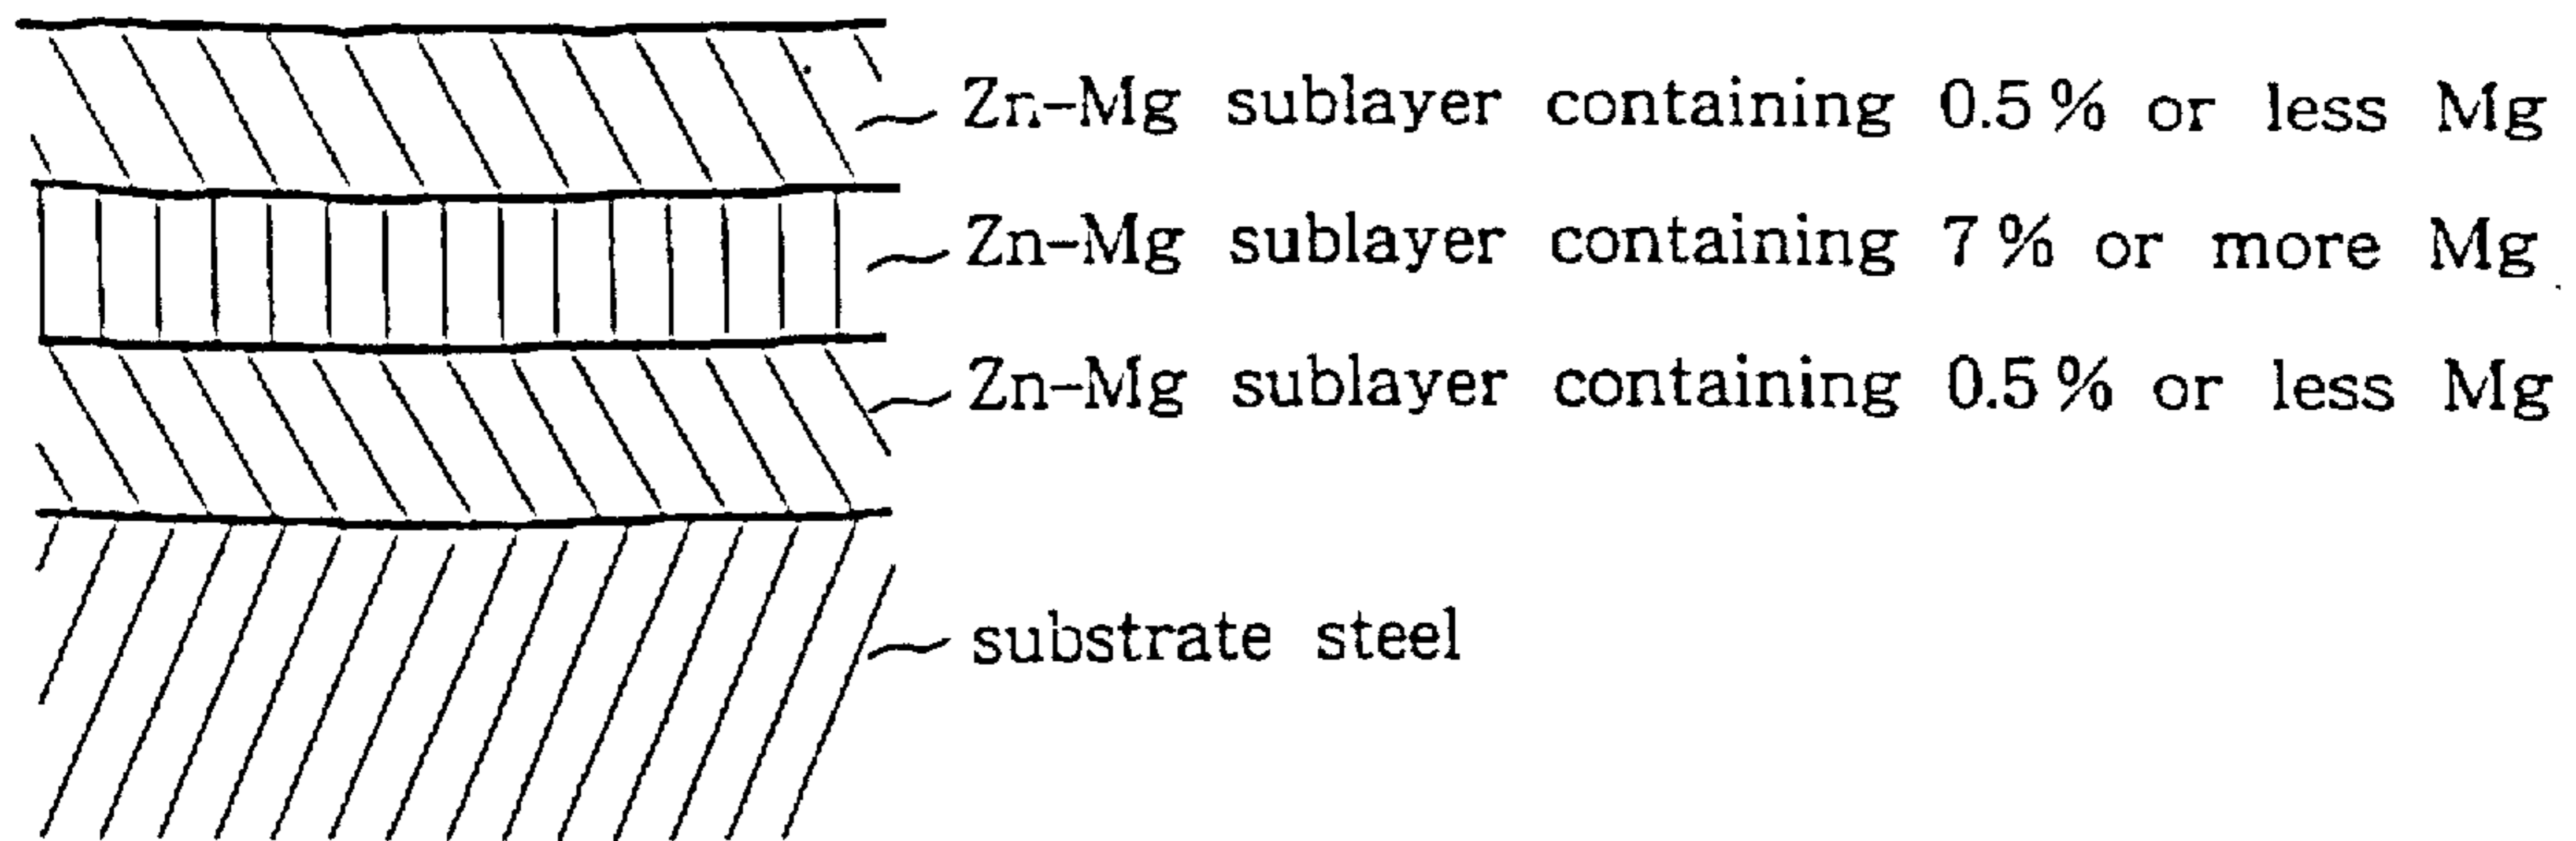 Zn-Mg sublayer containing 0.5% or less Mg
Zn-Mg sublayer containing 7% or more Mg
Zn-Mg sublayer containing 0.5% or less Mg
substrate steel